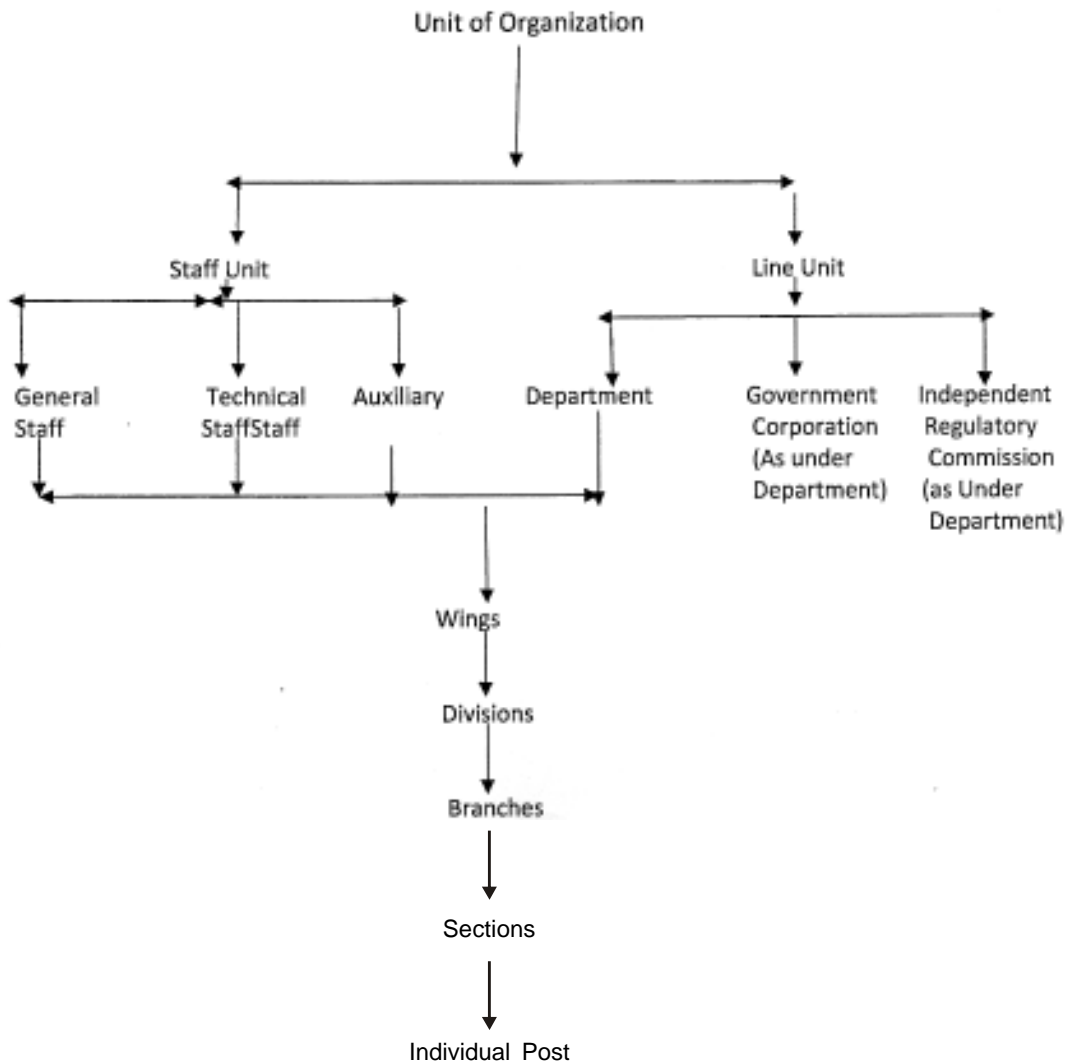 Unit of Organization
Staff Unit
Line Unit
General
Staff
Technical
StaffStaff
Auxiliary
Department
Government
Corporation
(As under
Department)
Independent
Regulatory
Commission
(as Under
Department)
Wings
Divisions
Branches
Sections
Individual Post